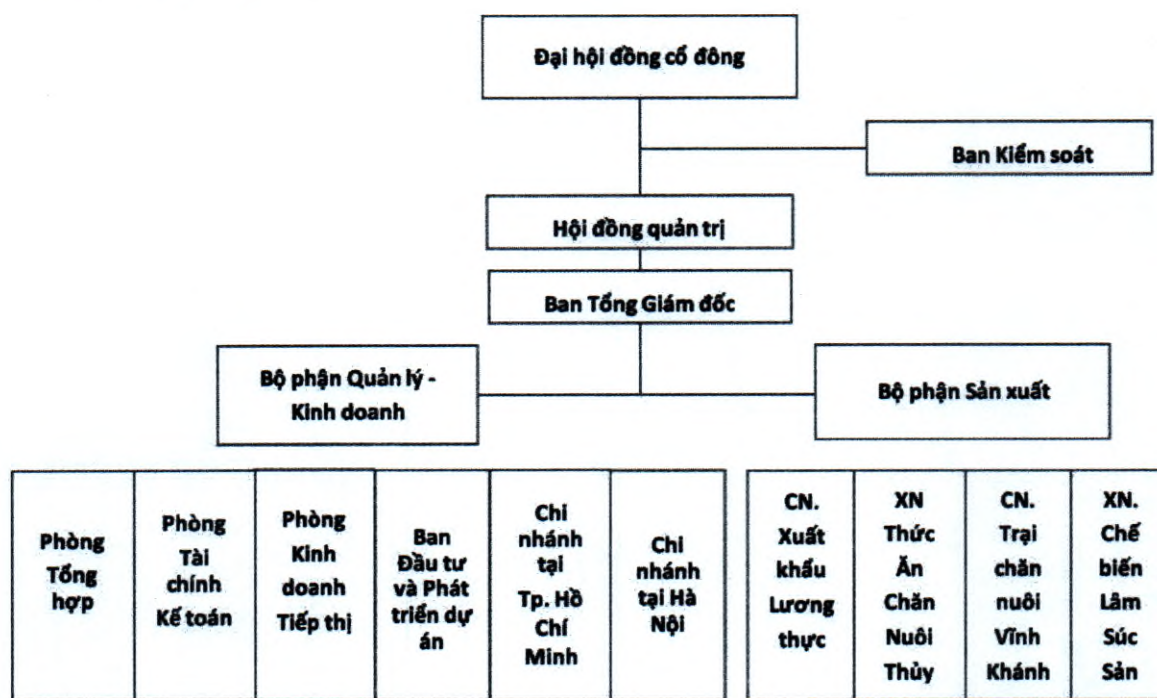 Đại hội đồng cổ đông
Ban Kiểm soát
Hội đồng quản trị
Ban Tổng Giám đốc
Bộ phận Quản lý -
Kinh doanh
Bộ phận Sản xuất
Phòng
Tổng
hợp
Phòng
Tài
chính
Kế toán
Phòng
Kinh
doanh
Tiếp thị
Ban
Đầu tư
và Phát
triển dự
án
Chi
nhánh
tại
Tp. Hồ
Chí
Minh
Chi
nhánh
tại Hà
Nội
CN.
Xuất
khẩu
Lương
thực
XN
Thức
Ăn
Chăn
Nuôi
Thủy
CN.
Trại
chăn
nuôi
Vĩnh
Khánh
XN.
Chế
biến
Lâm
Súc
Sản